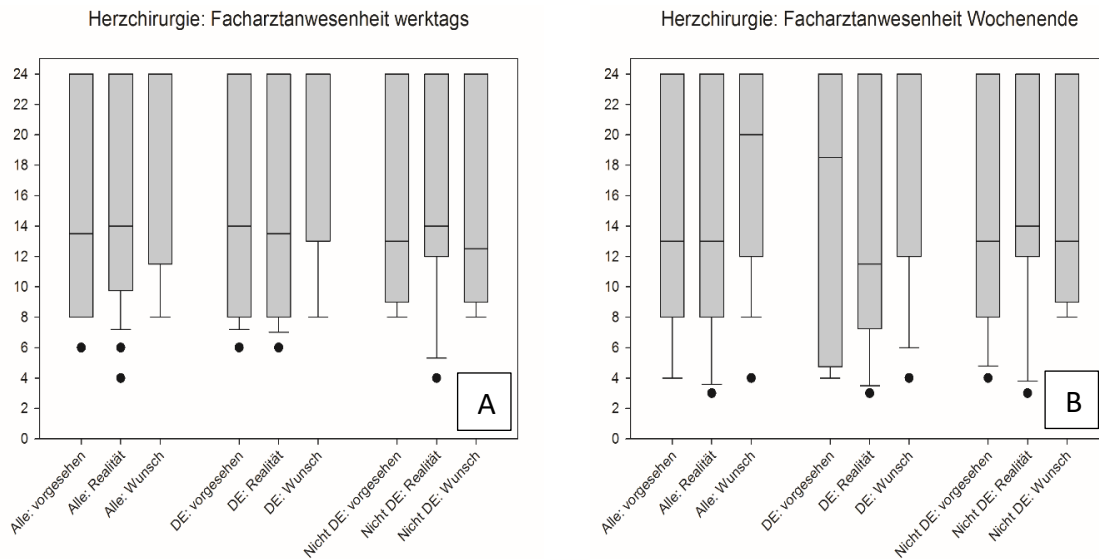 Herzchirurgie: Facharztanwesenheit werktags
24
22
20
18
16
14
12
10
8
6
4
2
0
A
Alle: vorgesehen
Alle: Realität
Alle: Wunsch
DE: vorgesehen
DE: Realität
DE: Wunsch
Nicht DE: vorgesehen
Nicht DE: Realität
Nicht DE: Wunsch
Herzchirurgie: Facharztanwesenheit Wochenende
24
22
20
18
16
14
12
10
8
6
4
2
0
B
Alle: vorgesehen
Alle: Realität
Alle: Wunsch
DE: vorgesehen
DE: Realität
DE: Wunsch
Nicht DE: vorgesehen
Nicht DE: Realität
Nicht DE: Wunsch